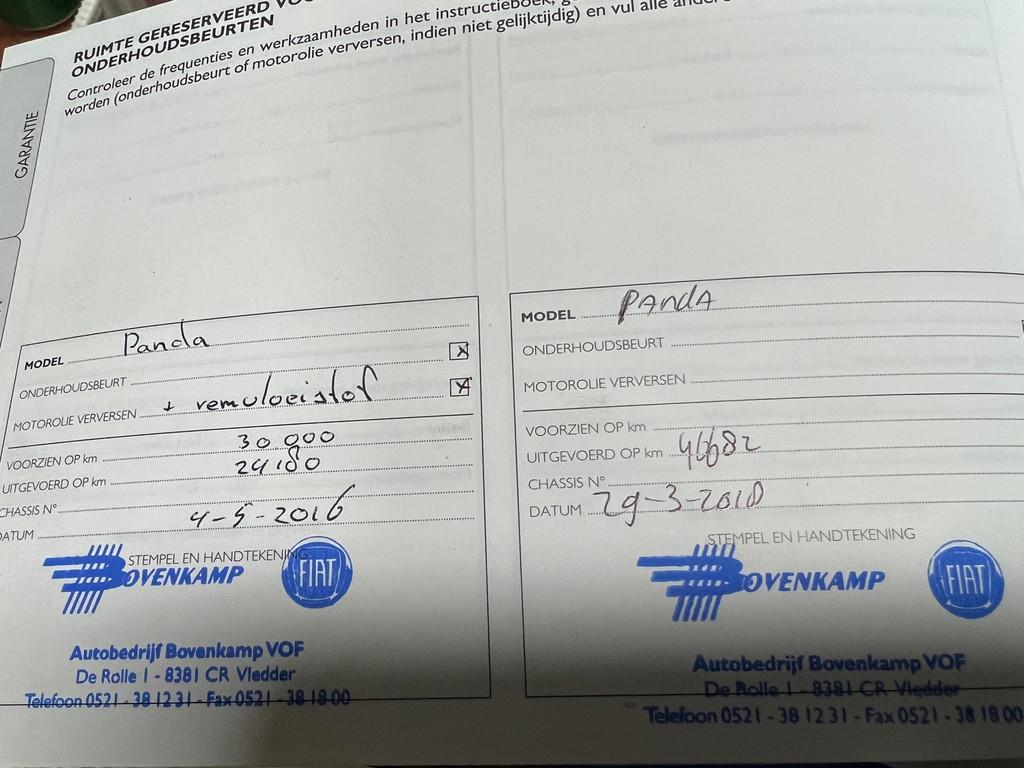 GARANTIE
RUIMTE GERESERVEERD
ONDERHOUDSBEURTEN
Controleer de frequenties en werkzaamheden in het instructieboek,
worden (onderhoudsbeurt of motorolie verversen, indien niet gelijktijdig) en vul alle
MODEL Panda
ONDERHOUDSBEURT X
MOTOROLIE VERVERSEN + remvloeistof X
VOORZIEN OP km 30 000
UITGEVOERD OP km 29180
CHASSIS N°
DATUM 4-5-2016
STEMPEL EN HANDTEKENING
BOVENKAMP FIAT
Autobedrijf Bovenkamp VOF
De Rolle 1 - 8381 CR Vledder
Telefoon 0521 - 38 12 31 - Fax 0521 - 38 18 00
MODEL PANdA
ONDERHOUDSBEURT
MOTOROLIE VERVERSEN
VOORZIEN OP km
UITGEVOERD OP km 46682
CHASSIS N°
DATUM 29-3-2018
STEMPEL EN HANDTEKENING
BOVENKAMP FIAT
Autobedrijf Bovenkamp VOF
De Rolle 1 - 8381 CR Vledder
Telefoon 0521 - 38 12 31 - Fax 0521 - 38 18 00